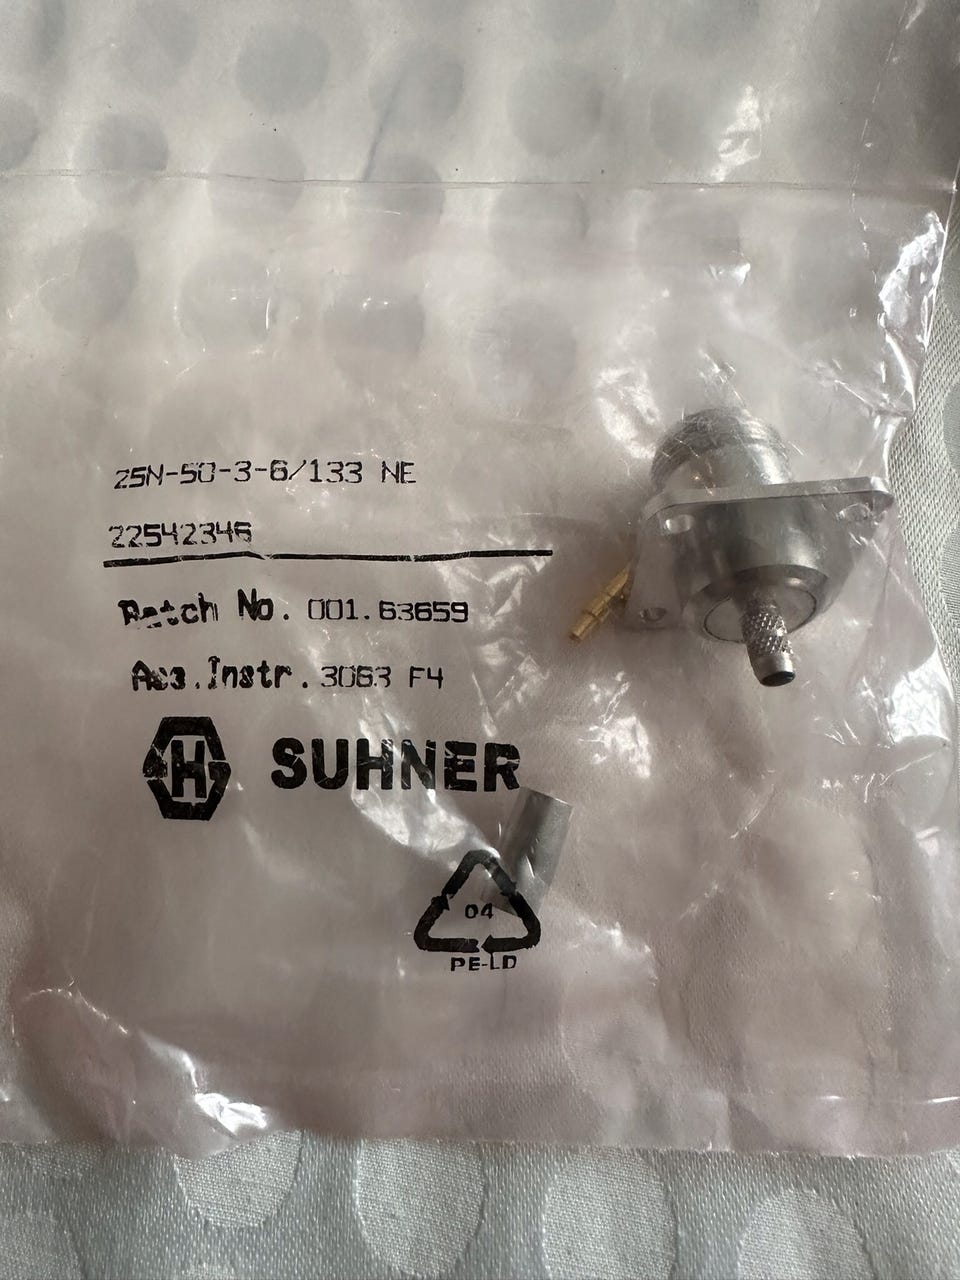 25N-50-3-6/133 NE
22542346
Batch No. 001.63659
Ass.Instr. 3063 F4
H SUHNER
04
PE-LD